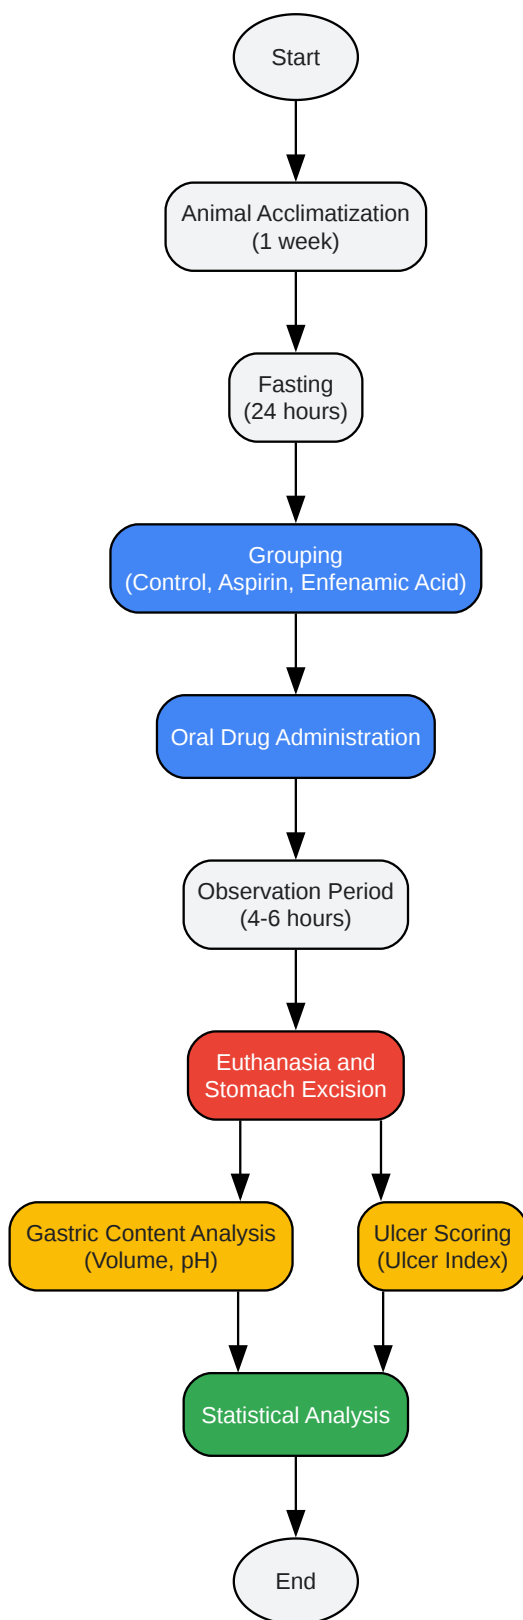 Start
Animal Acclimatization
(1 week)
Fasting
(24 hours)
Grouping
(Control, Aspirin, Enfenamic Acid)
Oral Drug Administration
Observation Period
(4-6 hours)
Euthanasia and
Stomach Excision
Gastric Content Analysis
(Volume, pH)
Ulcer Scoring
(Ulcer Index)
Statistical Analysis
End